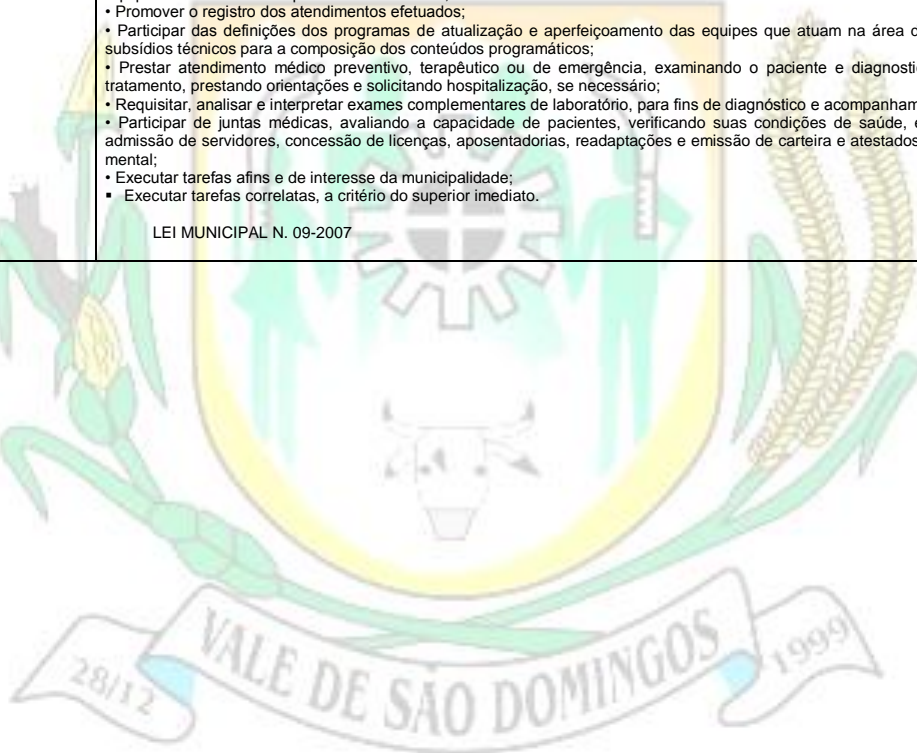 • Promover o registro dos atendimentos efetuados;
• Participar das definições dos programas de atualização e aperfeiçoamento das equipes que atuam na área
subsídios técnicos para a composição dos conteúdos programáticos;
• Prestar atendimento médico preventivo, terapêutico ou de emergência, examinando o paciente e
tratamento, prestando orientações e solicitando hospitalização, se necessário;
• Requisitar, analisar e interpretar exames complementares de laboratório, para fins de diagnóstico e
• Participar de juntas médicas, avaliando a capacidade de pacientes, verificando suas condições de saúde,
admissão de servidores, concessão de licenças, aposentadorias, readaptações e emissão de carteira e atestados
mental;
• Executar tarefas afins e de interesse da municipalidade;
▪ Executar tarefas correlatas, a critério do superior imediato.
LEI MUNICIPAL N. 09-2007
28/12 VALE DE SÃO DOMINGOS 1999